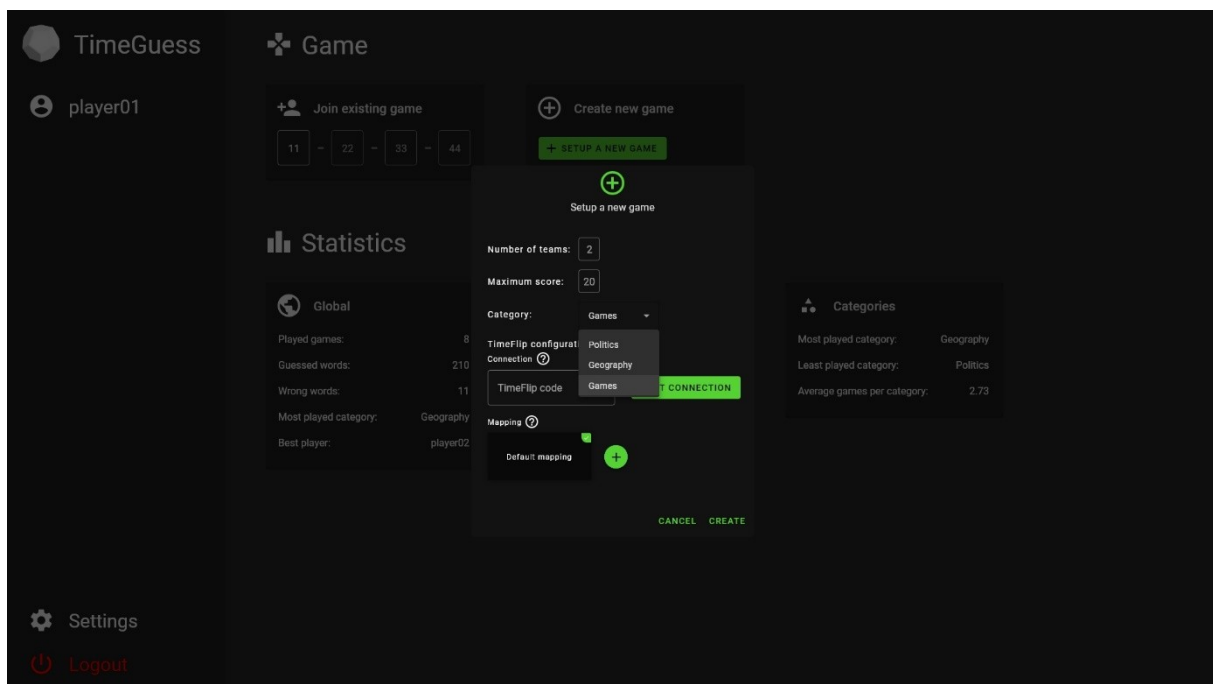 TimeGuess
player01
Game
Join existing game
11 - 22 - 33 - 44
Create new game
+ SETUP A NEW GAME
Statistics
Global
Played games: 8
Guessed words: 210
Wrong words: 11
Most played category: Geography
Best player: player02
Setup a new game
Number of teams: 2
Maximum score: 20
Category: Games
Politics
Geography
Games
TimeFlip configurat
Connection ?
TimeFlip code
T CONNECTION
Mapping ?
Default mapping
+
CANCEL CREATE
Categories
Most played category: Geography
Least played category: Politics
Average games per category: 2.73
Settings
Logout